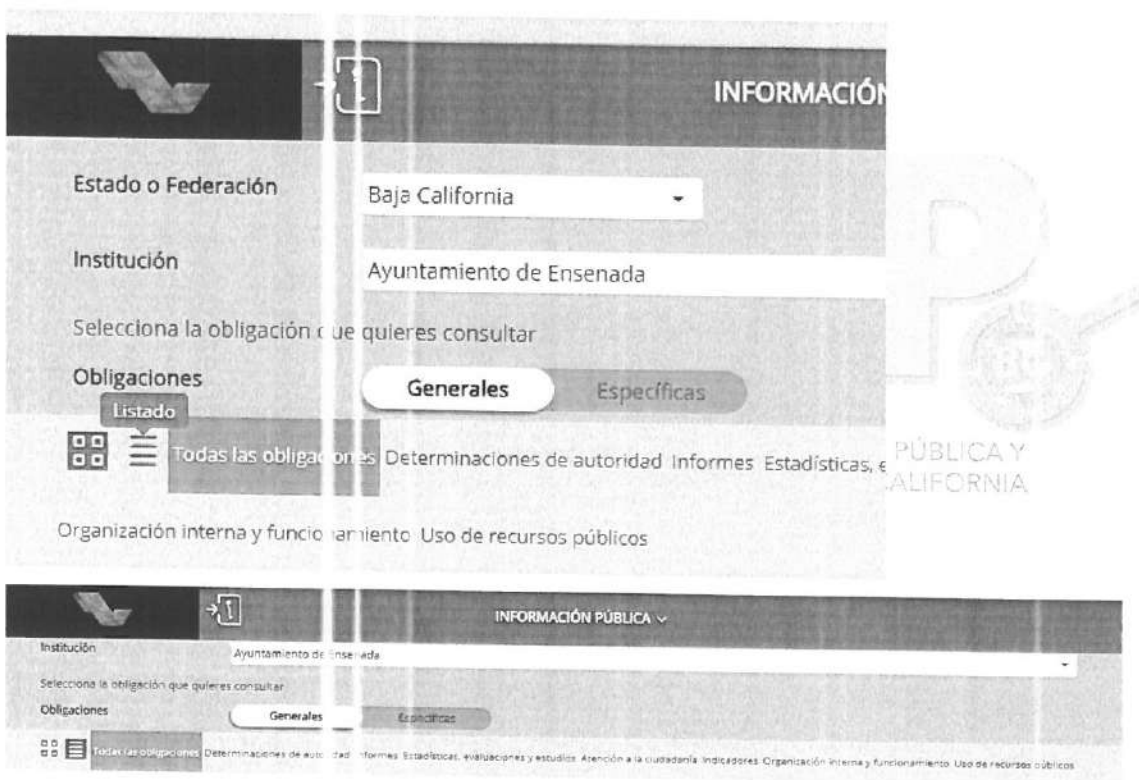 INFORMACIÓN
Estado o Federación
Baja California
Institución
Ayuntamiento de Ensenada
Selecciona la obligación que quieres consultar
Obligaciones
Generales
Específicas
Listado
Todas las obligaciones Determinaciones de autoridad Informes Estadísticas, e
Organización interna y funcionamiento Uso de recursos públicos
PÚBLICA Y
ALIFORNIA
INFORMACIÓN PÚBLICA
Institución
Ayuntamiento de Ensenada
Selecciona la obligación que quieres consultar
Obligaciones
Generales
Específicas
Todas las obligaciones Determinaciones de autoridad Informes Estadísticas, evaluaciones y estudios Atención a la ciudadanía Indicadores Organización interna y funcionamiento Uso de recursos públicos